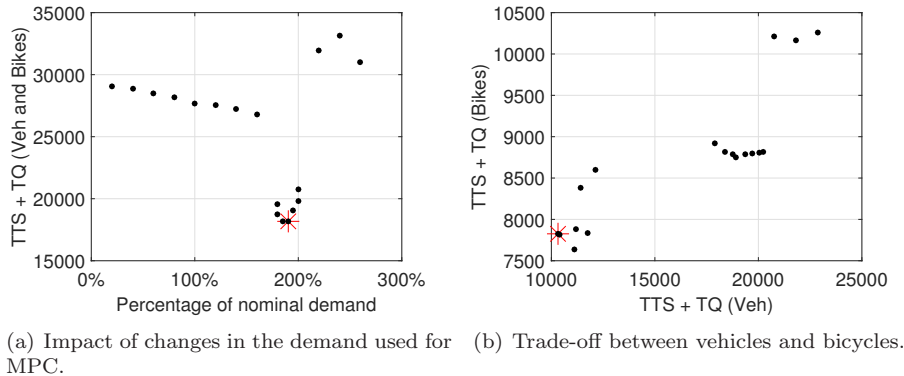 35000
30000
25000
20000
15000
0%
100%
200%
300%
TTS + TQ (Veh and Bikes)
Percentage of nominal demand
10500
10000
9500
9000
8500
8000
7500
10000
15000
20000
25000
TTS + TQ (Bikes)
TTS + TQ (Veh)
(a) Impact of changes in the demand used for
MPC.
(b) Trade-off between vehicles and bicycles.